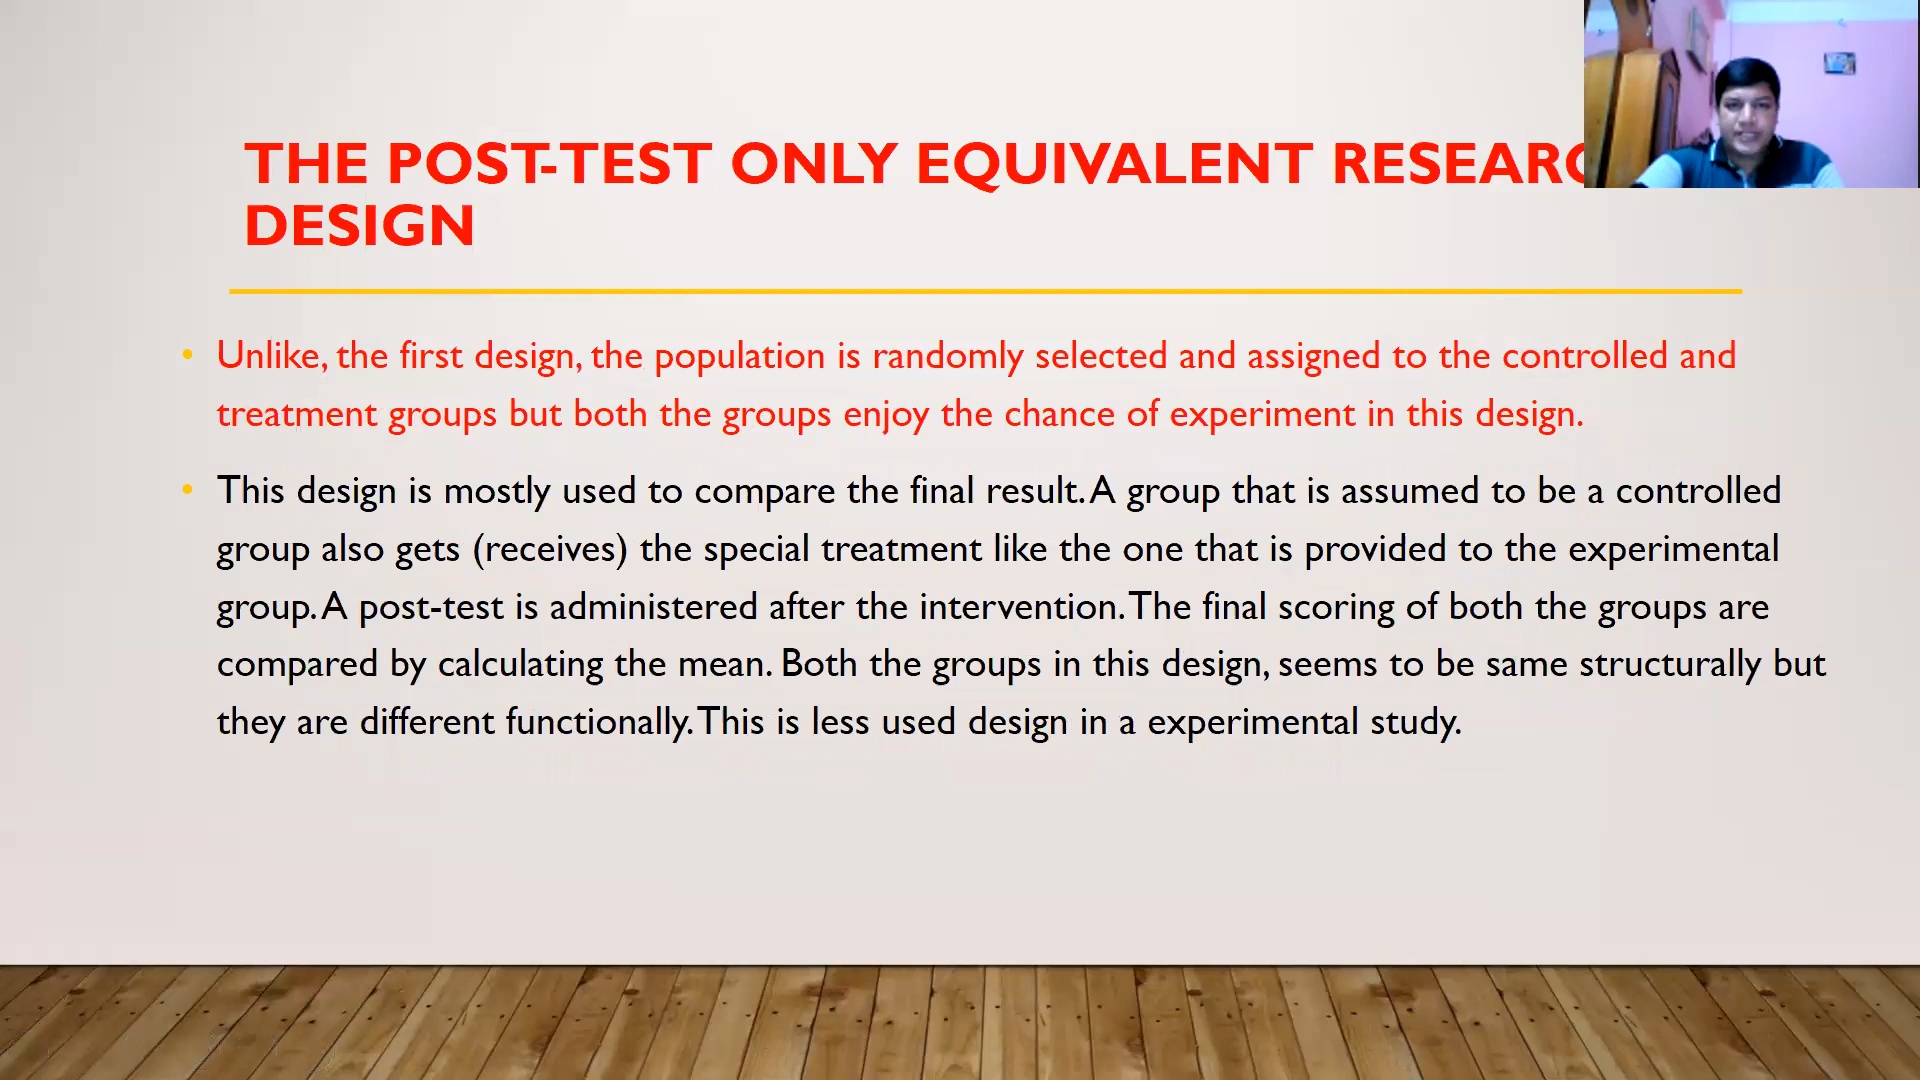 THE POST-TEST ONLY EQUIVALENT
DESIGN
Unlike, the first design, the population is randomly selected and assigned to the controlled and
treatment groups but both the groups enjoy the chance of experiment in this design.
This design is mostly used to compare the final result. A group that is assumed to be a controlled
group also gets (receives) the special treatment like the one that is provided to the experimental
group. A post-test is administered after the intervention. The final scoring of both the groups are
compared by calculating the mean. Both the groups in this design, seems to be same structurally but
they are different functionally. This is less used design in a experimental study.